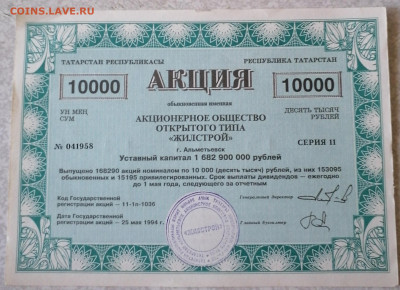 COINS.LAVE.RU
ТАТАРСТАН РЕСПУБЛИКАСЫ
РЕСПУБЛИКА ТАТАРСТАН
АКЦИЯ
10000
10000
обыкновенная именная
УН МЕҢ
СУМ
ДЕСЯТЬ ТЫСЯЧ
РУБЛЕЙ
АКЦИОНЕРНОЕ ОБЩЕСТВО
ОТКРЫТОГО ТИПА
«ЖИЛСТРОЙ»
№ 041958
г. Альметьевск
СЕРИЯ 11
Уставный капитал 1 682 900 000 рублей
Выпущено 168290 акций номиналом по 10 000 (десять тысяч) рублей, из них 153095
обыкновенных и 15195 привилегированных. Срок выплаты дивидендов — ежегодно
до 1 мая года, следующего за отчетным
Код Государственной
регистрации акций — 11-1п-1036
Генеральный директор
Дата Государственной
регистрации акций — 25 мая 1994 г.
Главный бухгалтер